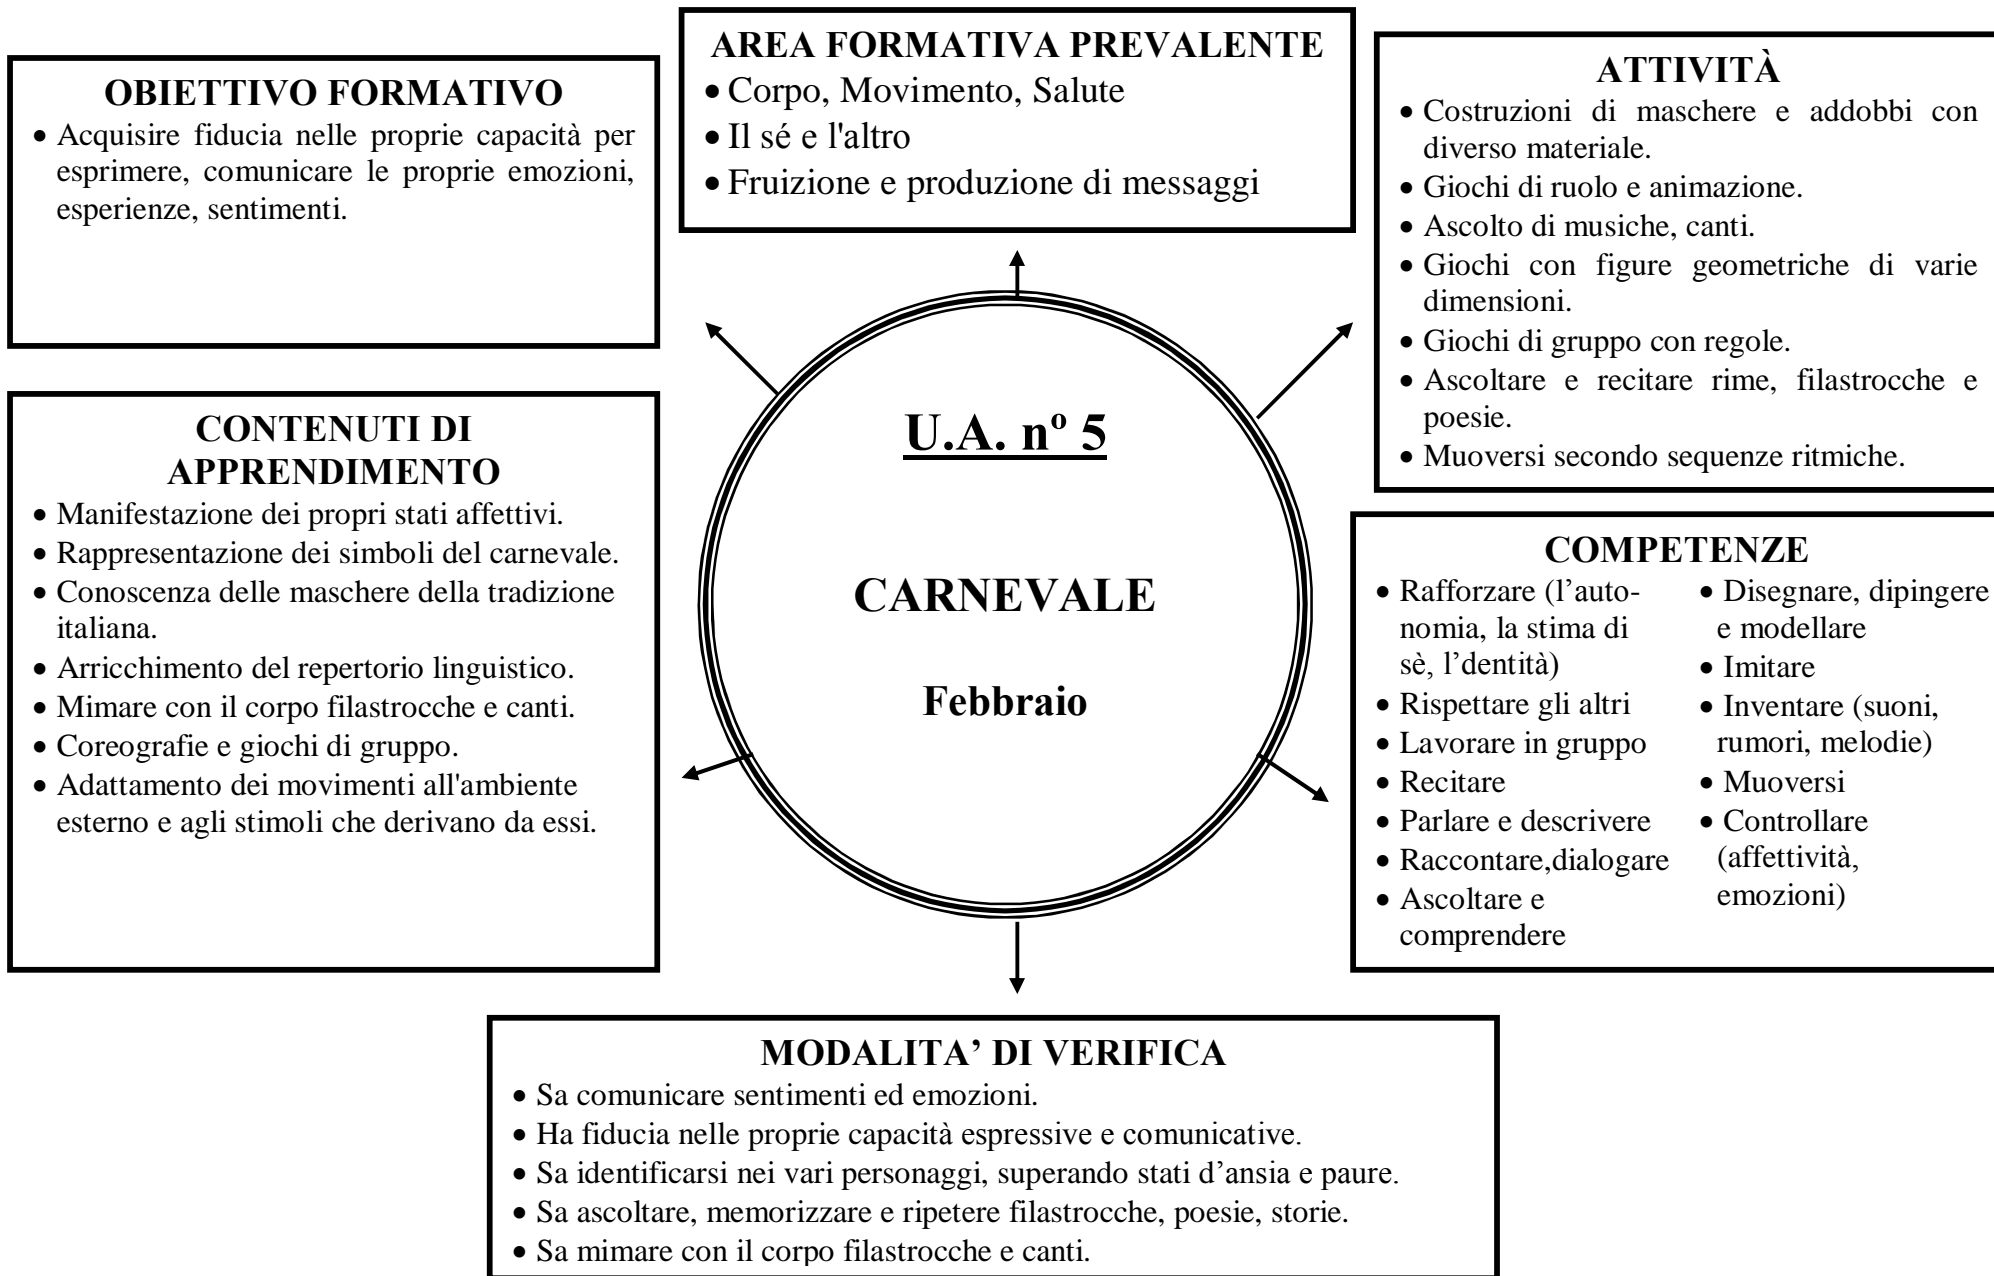 OBIETTIVO FORMATIVO
• Acquisire fiducia nelle proprie capacità per
esprimere, comunicare le proprie emozioni,
esperienze, sentimenti.
AREA FORMATIVA PREVALENTE
• Corpo, Movimento, Salute
• Il sé e l'altro
• Fruizione e produzione di messaggi
ATTIVITÀ
• Costruzioni di maschere e addobbi con
diverso materiale.
• Giochi di ruolo e animazione.
• Ascolto di musiche, canti.
• Giochi con figure geometriche di varie
dimensioni.
• Giochi di gruppo con regole.
• Ascoltare e recitare rime, filastrocche e
poesie.
• Muoversi secondo sequenze ritmiche.
CONTENUTI DI
APPRENDIMENTO
• Manifestazione dei propri stati affettivi.
• Rappresentazione dei simboli del carnevale.
• Conoscenza delle maschere della tradizione
italiana.
• Arricchimento del repertorio linguistico.
• Mimare con il corpo filastrocche e canti.
• Coreografie e giochi di gruppo.
• Adattamento dei movimenti all'ambiente
esterno e agli stimoli che derivano da essi.
U.A. nº 5
CARNEVALE
Febbraio
COMPETENZE
• Rafforzare (l’auto-
nomia, la stima di
sè, l’dentità)
• Rispettare gli altri
• Lavorare in gruppo
• Recitare
• Parlare e descrivere
• Raccontare,dialogare
• Ascoltare e
comprendere
• Disegnare, dipingere
e modellare
• Imitare
• Inventare (suoni,
rumori, melodie)
• Muoversi
• Controllare
(affettività,
emozioni)
MODALITA’ DI VERIFICA
• Sa comunicare sentimenti ed emozioni.
• Ha fiducia nelle proprie capacità espressive e comunicative.
• Sa identificarsi nei vari personaggi, superando stati d’ansia e paure.
• Sa ascoltare, memorizzare e ripetere filastrocche, poesie, storie.
• Sa mimare con il corpo filastrocche e canti.